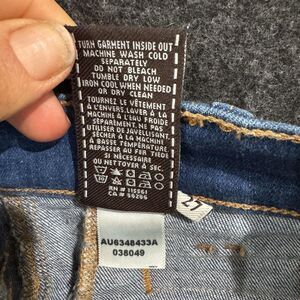 TURN GARMENT INSIDE OUT
MACHINE WASH COLD
SEPARATELY
DO NOT BLEACH
TUMBLE DRY LOW
IRON COOL WHEN NEEDED
OR DRY CLEAN
TOURNEZ LE VÊTEMENT
À L'ENVERS.LAVER À LA
MACHINE À L'EAU FROIDE
SÉPARÉMENT.NE PAS
UTILISER DE JAVELLISANT
SÉCHER À LA MACHINE
À BASSE TEMPÉRATURE
REPASSER AU FER TIÈDE
SI NÉCESSAIRE
OU NETTOYER À SEC.
RN # 115561
CA #
27
AU6348433A
038049